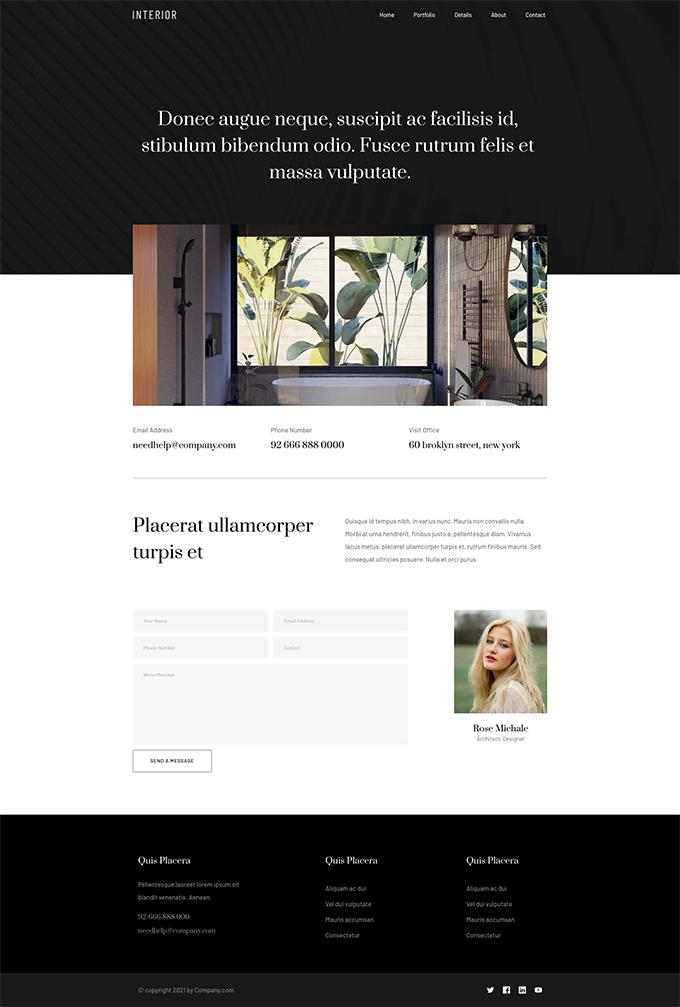 INTERIOR
Home Portfolio Details About Contact
Donec augue neque, suscipit ac facilisis id,
stibulum bibendum odio. Fusce rutrum felis et
massa vulputate.
Email Address
needhelp@company.com
Phone Number
92 666 888 0000
Visit Office
60 broklyn street, new york
Placerat ullamcorper
turpis et
Quisque id tempus nibh, in varius nunc. Mauris non convallis nulla.
Morbi at urna hendrerit, finibus justo a, pellentesque diam. Vivamus
lacus metus, placerat ullamcorper turpis et, rutrum finibus mauris. Sed
consequat ultricies posuere. Nulla et orci purus.
Your Name
Email Address
Phone Number
Subject
Write Message
SEND A MESSAGE
Rose Michale
Architect, Designer
Quis Placera
Pellentesque laoreet lorem ipsum sit
blandit venenatis. Aenean.
92 666 888 000
needhelp@company.com
Quis Placera
Aliquam ac dui
Vel dui vulputate
Mauris accumsan
Consectetur
Quis Placera
Aliquam ac dui
Vel dui vulputate
Mauris accumsan
Consectetur
© copyright 2021 by Company.com